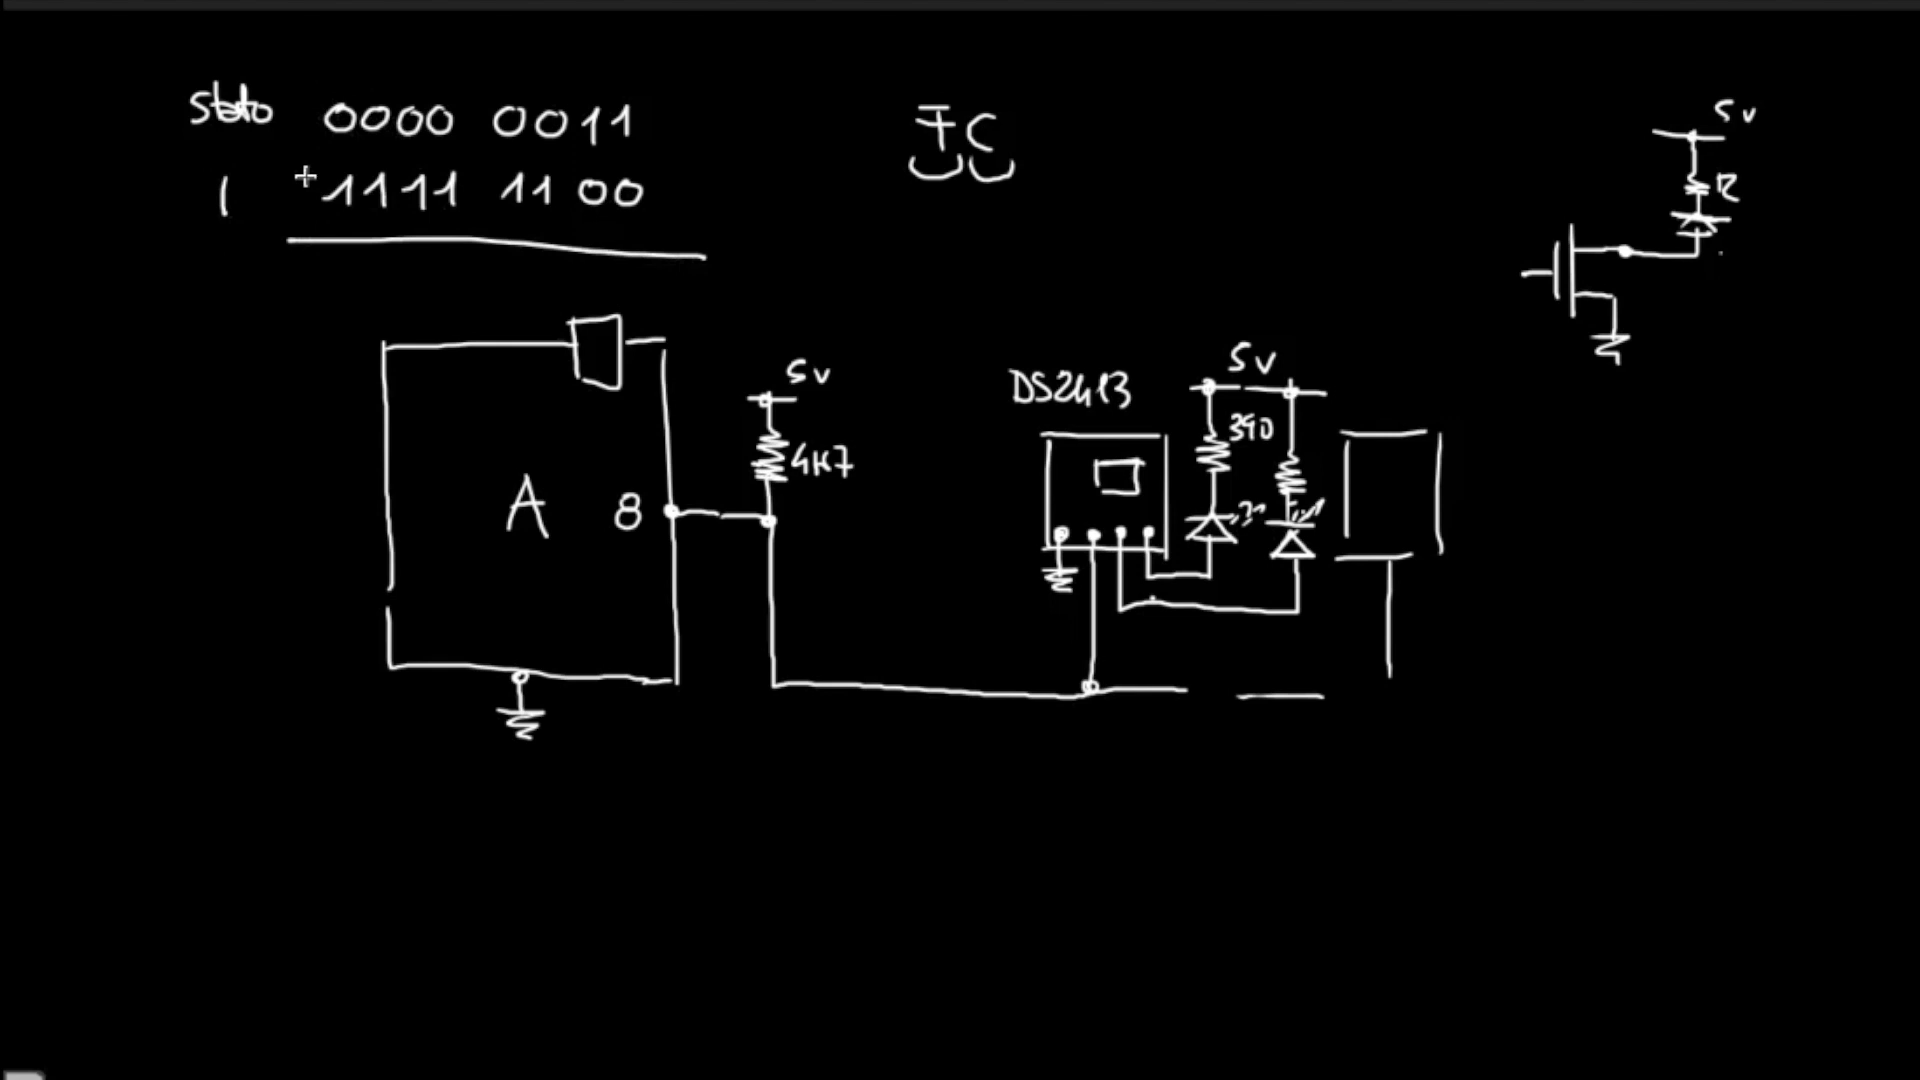 Stato 0000 0011
1 +1111 1100
FC
5v
R
5v
4K7
DS2413
5v
390
A 8